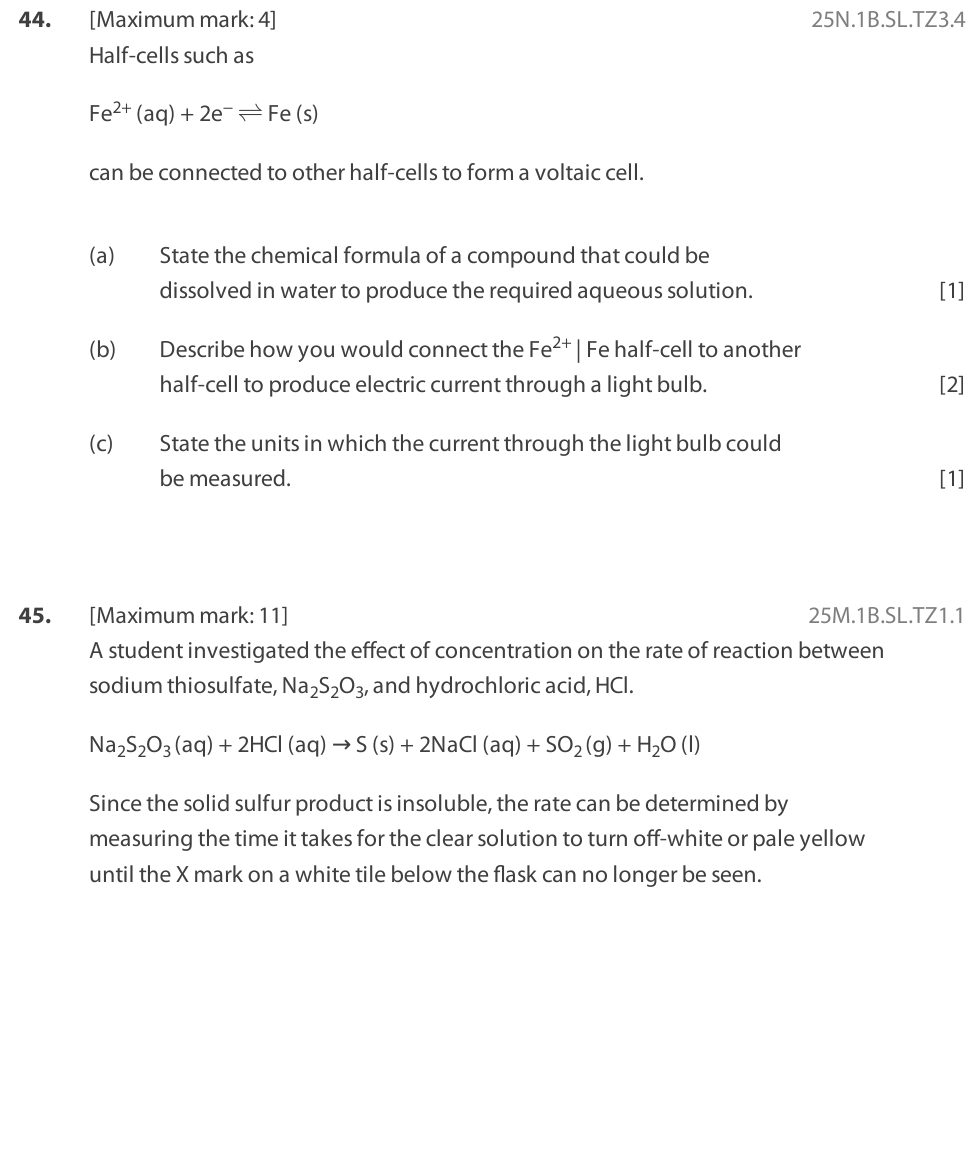 44. [Maximum mark: 4] 25N.1B.SL.TZ3.4
Half-cells such as
Fe²⁺ (aq) + 2e⁻ ⇌ Fe (s)
can be connected to other half-cells to form a voltaic cell.
(a) State the chemical formula of a compound that could be
dissolved in water to produce the required aqueous solution. [1]
(b) Describe how you would connect the Fe²⁺ | Fe half-cell to another
half-cell to produce electric current through a light bulb. [2]
(c) State the units in which the current through the light bulb could
be measured. [1]
45. [Maximum mark: 11] 25M.1B.SL.TZ1.1
A student investigated the effect of concentration on the rate of reaction between
sodium thiosulfate, Na₂S₂O₃, and hydrochloric acid, HCl.
Na₂S₂O₃ (aq) + 2HCl (aq) → S (s) + 2NaCl (aq) + SO₂ (g) + H₂O (l)
Since the solid sulfur product is insoluble, the rate can be determined by
measuring the time it takes for the clear solution to turn off-white or pale yellow
until the X mark on a white tile below the flask can no longer be seen.